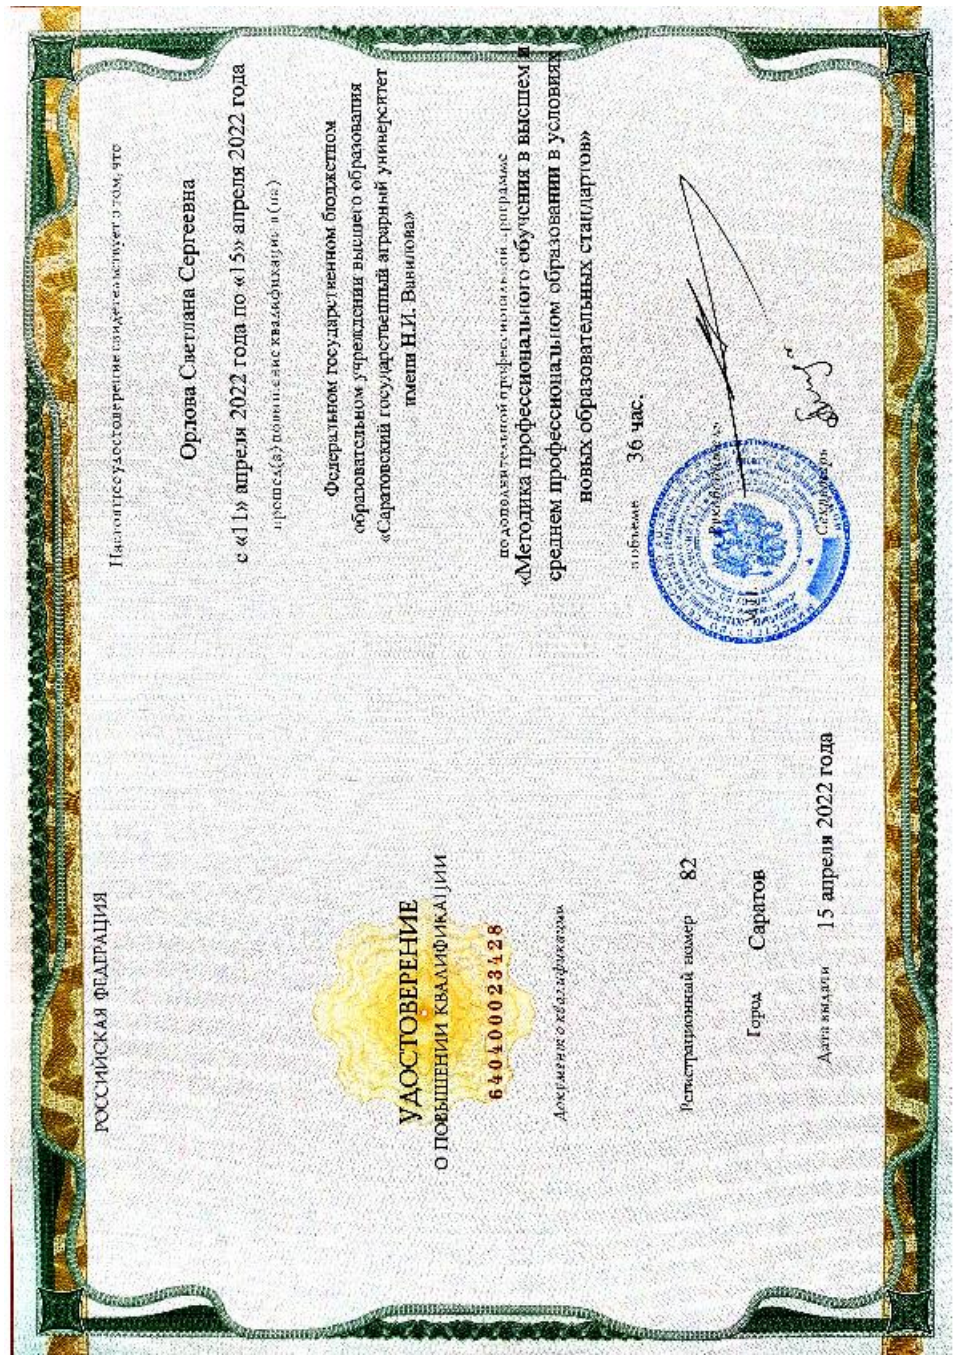 РОССИЙСКАЯ ФЕДЕРАЦИЯ
УДОСТОВЕРЕНИЕ
О ПОВЫШЕНИИ КВАЛИФИКАЦИИ
640400023428
Документ о квалификации
Регистрационный номер 82
Город Саратов
Дата выдачи 15 апреля 2022 года
Настоящее удостоверение свидетельствует о том, что
Орлова Светлана Сергеевна
с «11» апреля 2022 года по «15» апреля 2022 года
прошел(а) повышение квалификации в (на)
Федеральном государственном бюджетном
образовательном учреждении высшего образования
«Саратовский государственный аграрный университет
имени Н.И. Вавилова»
по дополнительной профессиональной программе
«Методика профессионального обучения в высшем и
среднем профессиональном образовании в условиях
новых образовательных стандартов»
в объеме 36 час.
Руководитель
М.П.
Секретарь